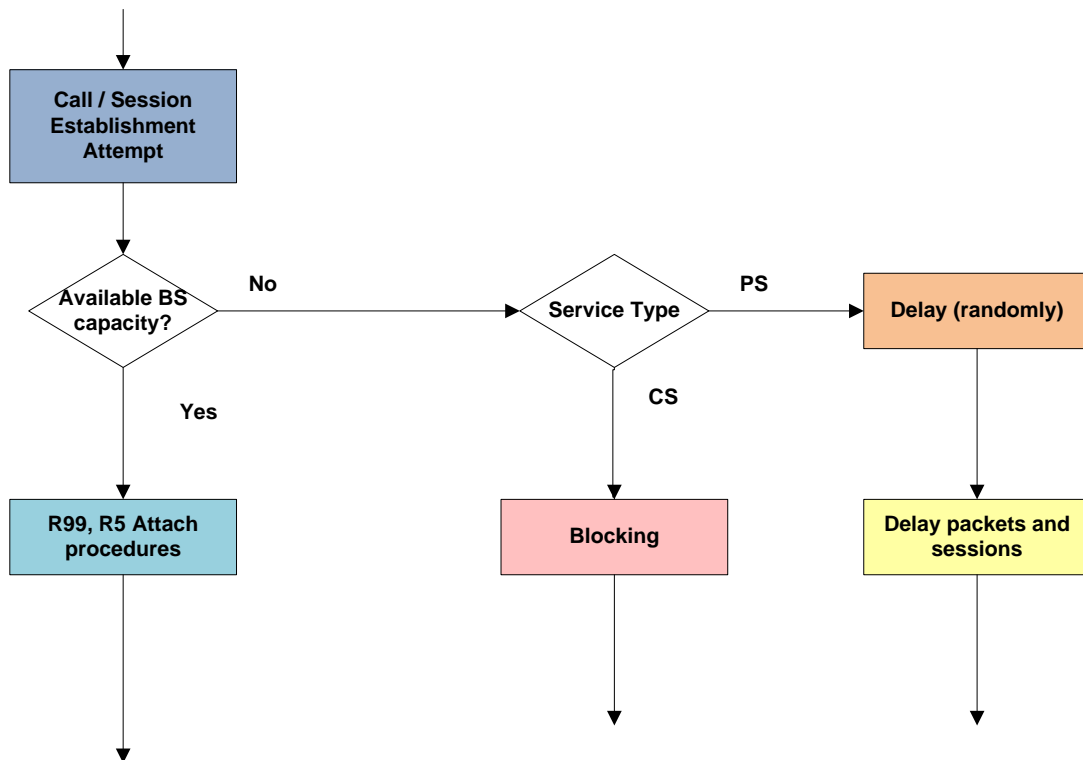 Call / Session
Establishment
Attempt
Available BS
capacity?
No
Service Type
PS
Delay (randomly)
Yes
CS
R99, R5 Attach
procedures
Blocking
Delay packets and
sessions